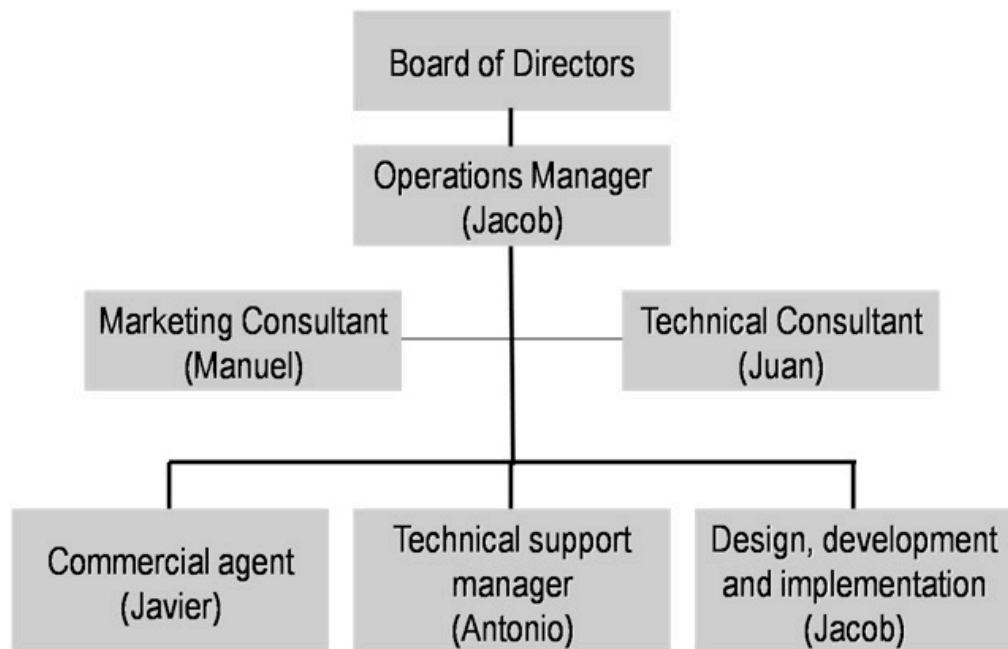 Board of Directors
Operations Manager
(Jacob)
Marketing Consultant
(Manuel)
Technical Consultant
(Juan)
Commercial agent
(Javier)
Technical support
manager
(Antonio)
Design, development
and implementation
(Jacob)